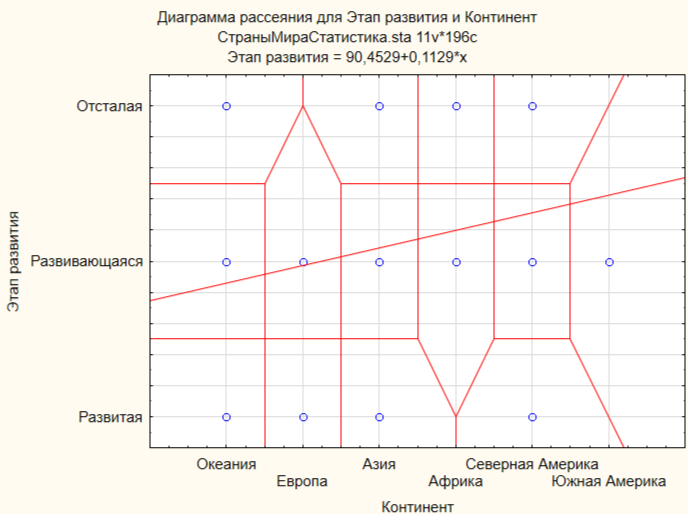 Диаграмма рассеяния для Этап развития и Континент
СтраныМираСтатистика.sta 11v*196c
Этап развития = 90,4529+0,1129*x
Отсталая
Развивающаяся
Развитая
Этап развития
Океания
Европа
Азия
Африка
Северная Америка
Южная Америка
Континент